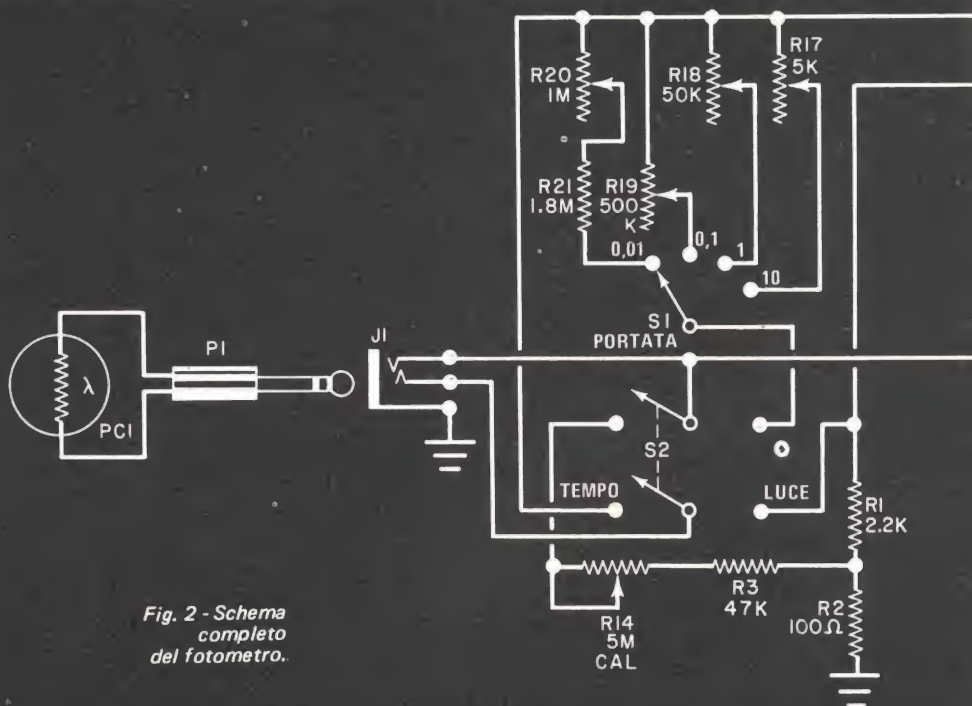 R20
1M
R18
50K
R17
5K
R21
1.8M
R19
500
K
0,01
0,1
1
10
S1
PORTATA
J1
P1
λ
PC1
S2
TEMPO
LUCE
R1
2.2K
R3
47K
R2
100Ω
R14
5M
CAL
Fig. 2 - Schema
completo
del fotometro.